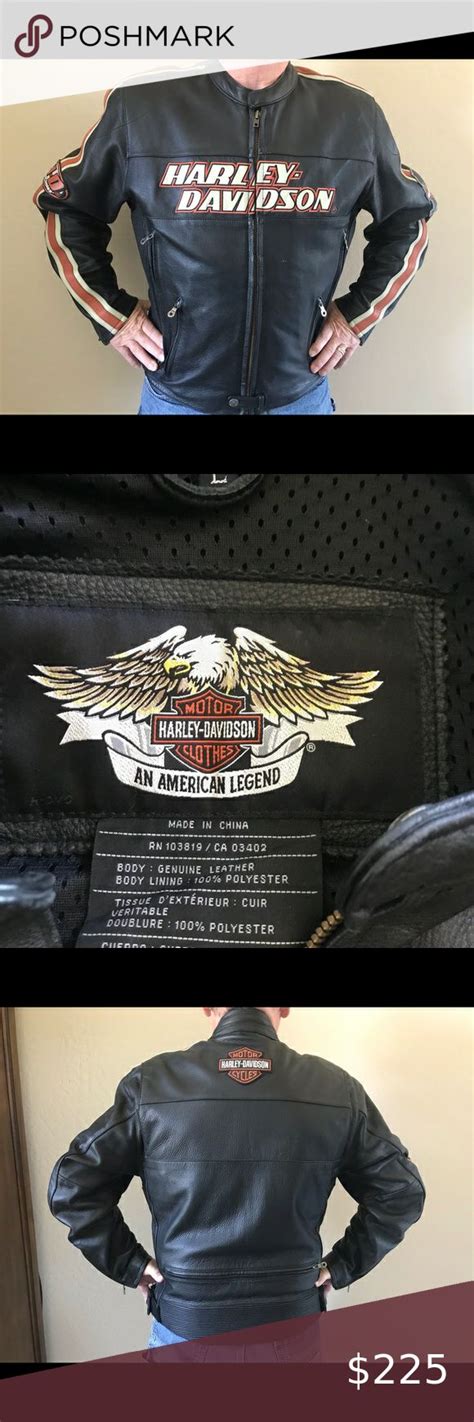 POSHMARK
HARLEY-
DAVIDSON
MOTOR
HARLEY-DAVIDSON
CLOTHES
®
AN AMERICAN LEGEND
MADE IN CHINA
RN 103819 / CA 03402
BODY : GENUINE LEATHER
BODY LINING : 100% POLYESTER
TISSUE D'EXTÉRIEUR : CUIR
VERITABLE
DOUBLURE : 100% POLYESTER
MOTOR
HARLEY-DAVIDSON
CYCLES
$225